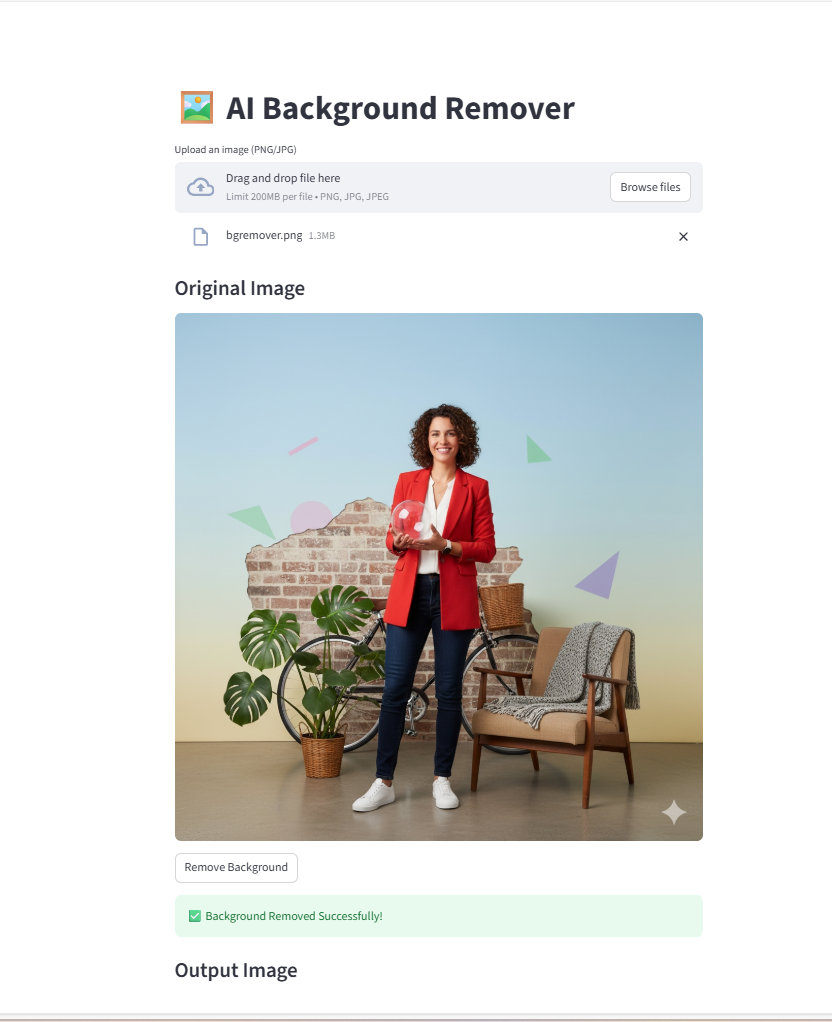 AI Background Remover
Upload an image (PNG/JPG)
Drag and drop file here
Limit 200MB per file • PNG, JPG, JPEG
Browse files
bgremover.png 1.3MB
Original Image
Remove Background
Background Removed Successfully!
Output Image